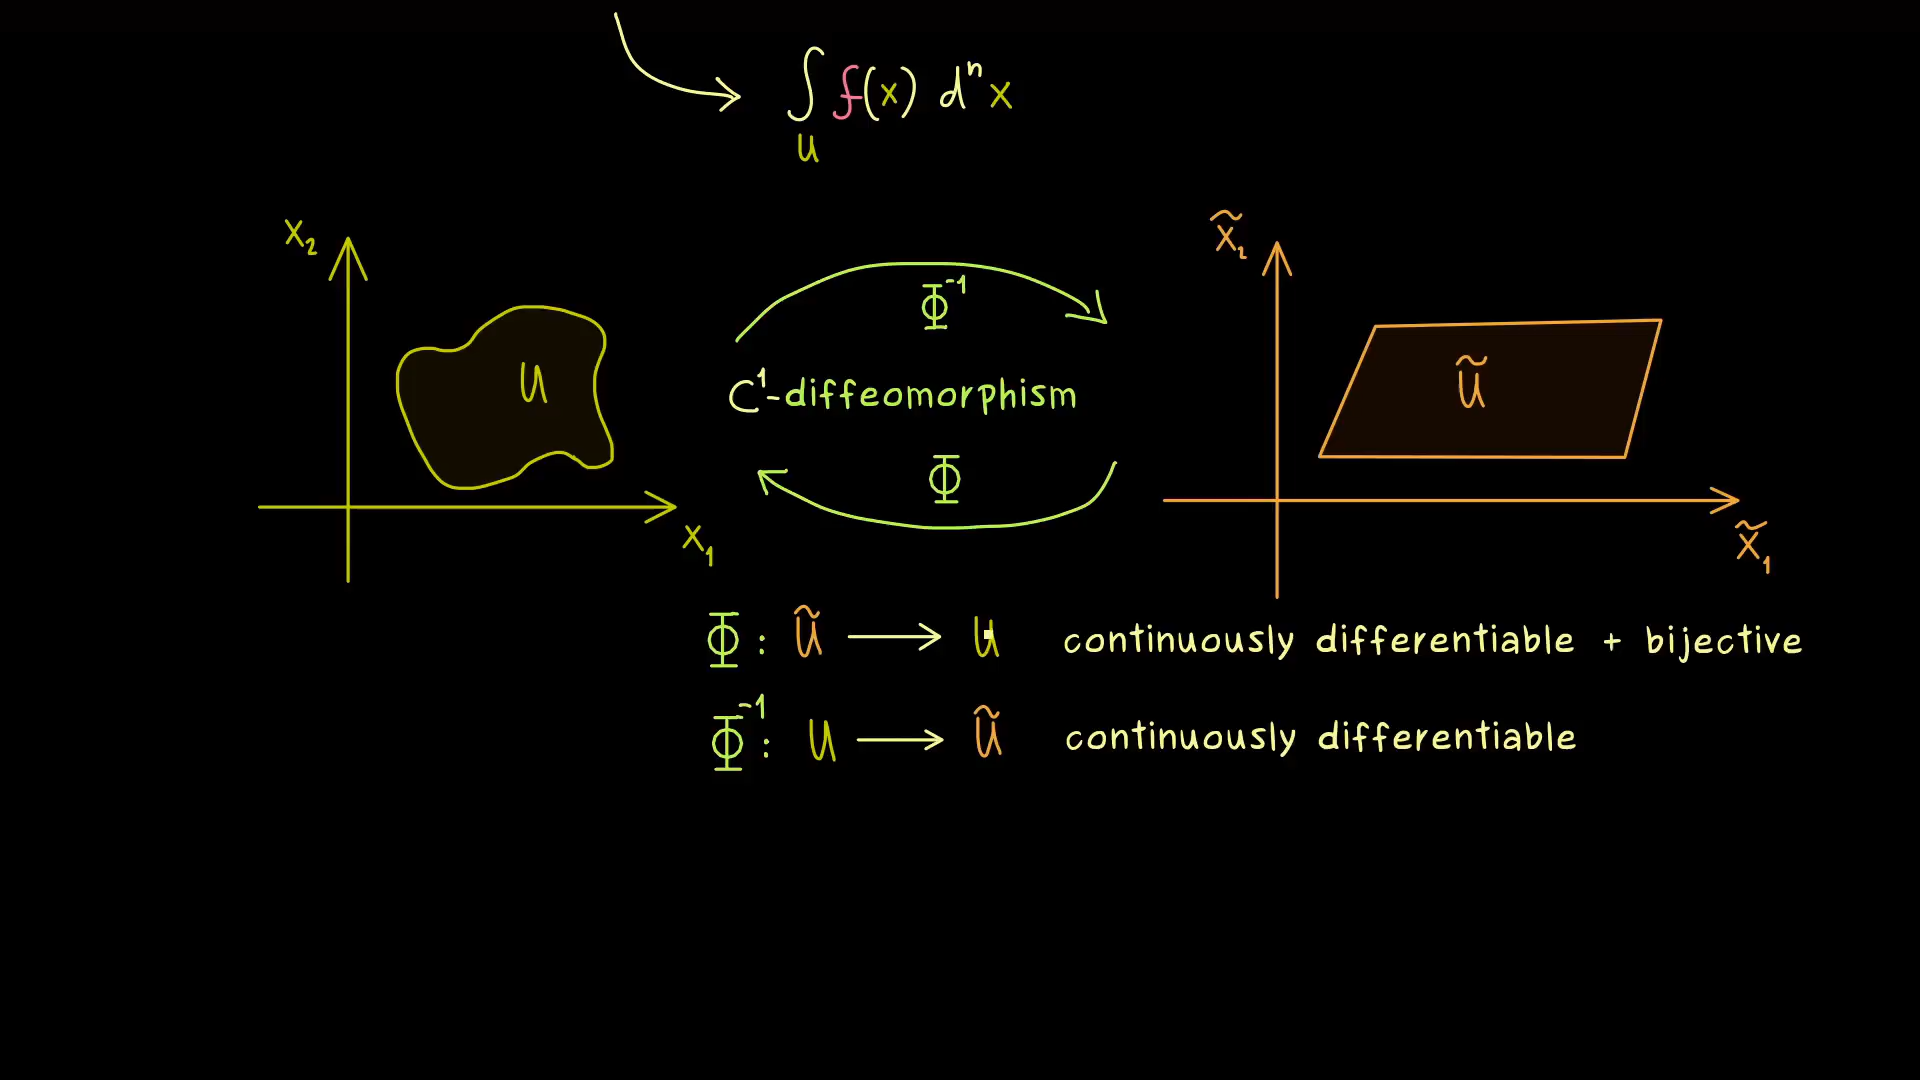 ∫_U f(x) dⁿx
x₂
x̃₂
Φ⁻¹
U
Ũ
C¹-diffeomorphism
Φ
x₁
x̃₁
Φ : Ũ ⟶ U continuously differentiable + bijective
Φ⁻¹ : U ⟶ Ũ continuously differentiable